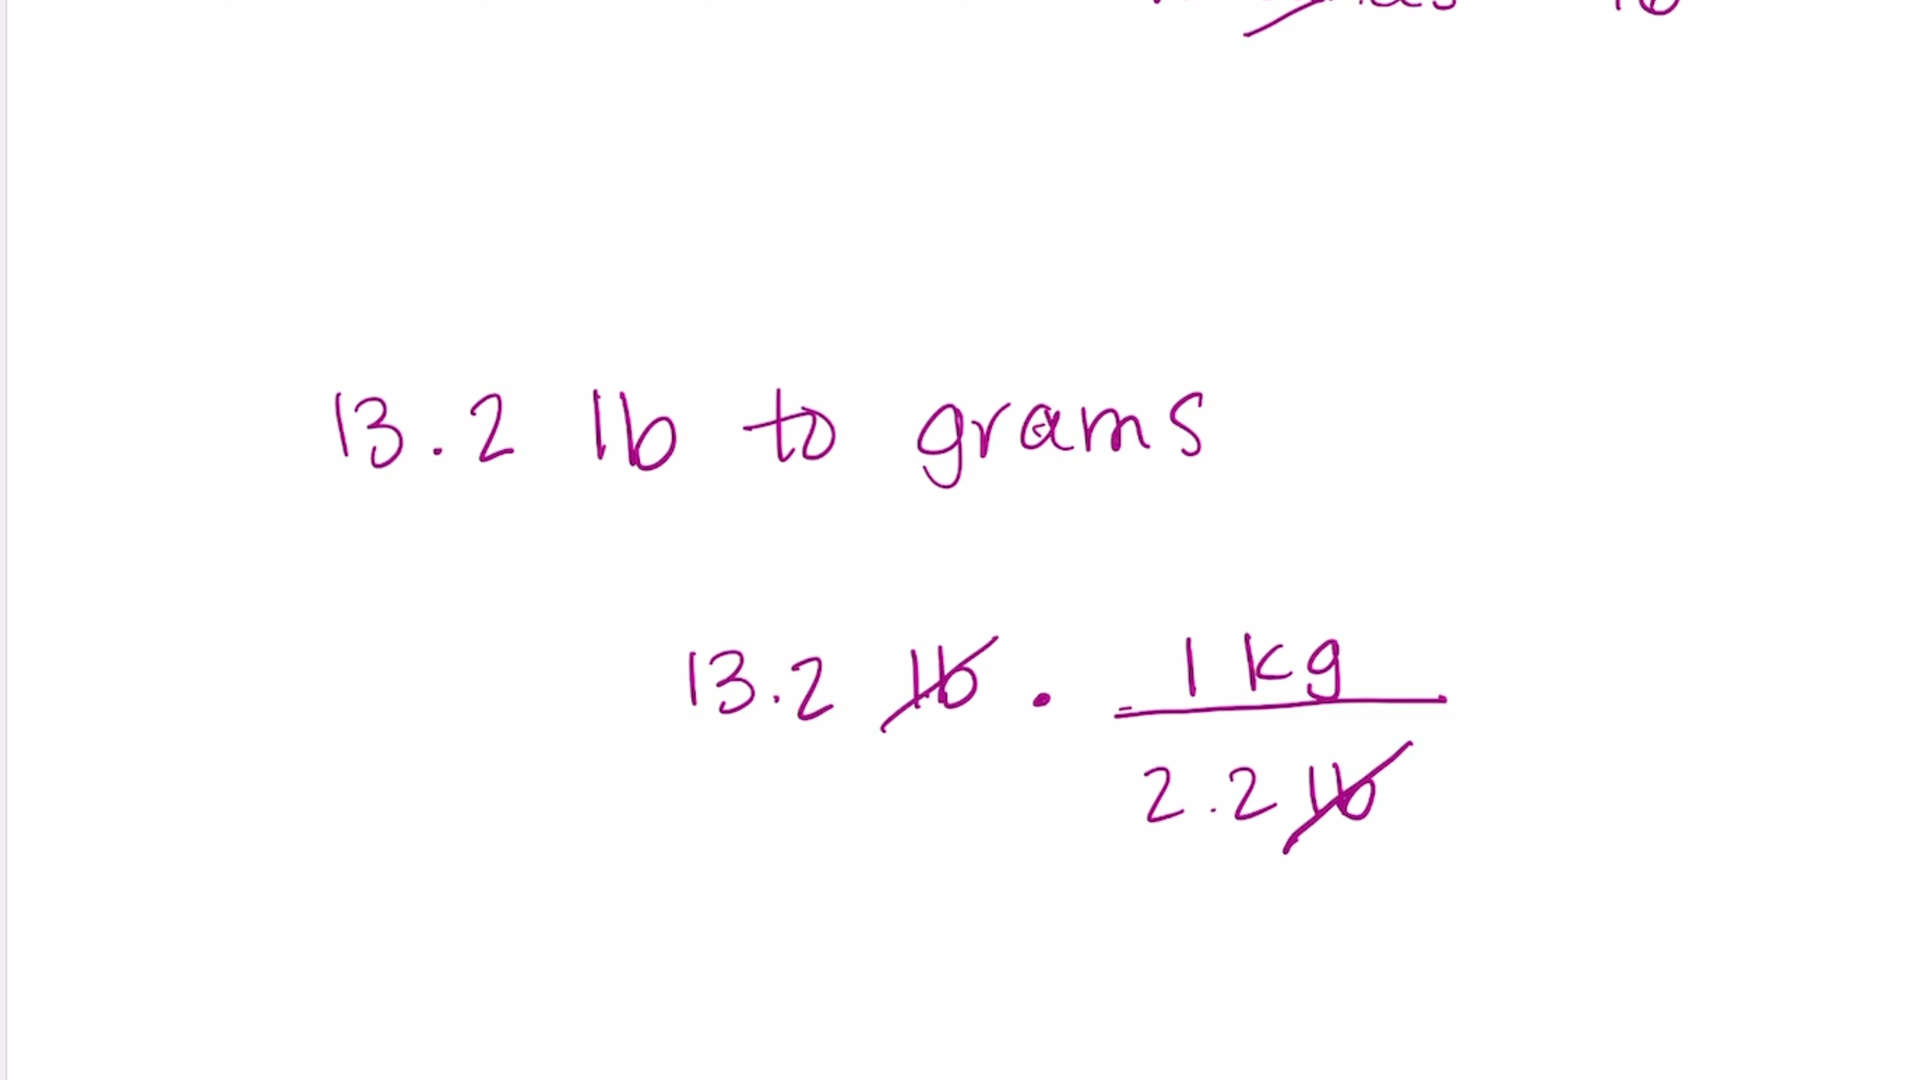 13.2 lb to grams
13.2 lb . 1 kg
2.2 lb